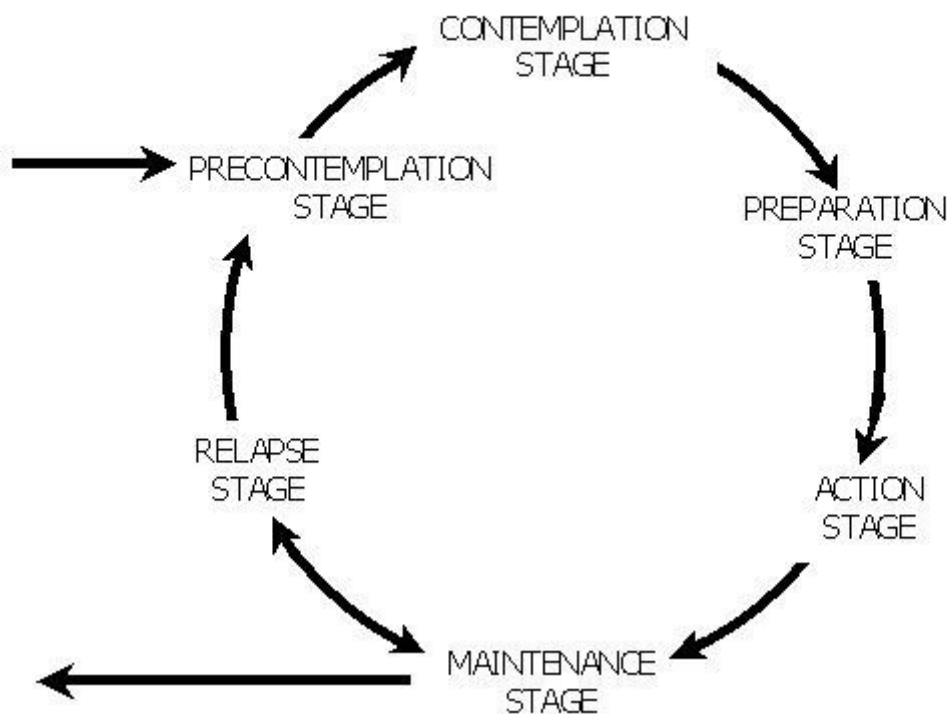 CONTEMPLATION
STAGE
PRECONTEMPLATION
STAGE
PREPARATION
STAGE
RELAPSE
STAGE
ACTION
STAGE
MAINTENANCE
STAGE